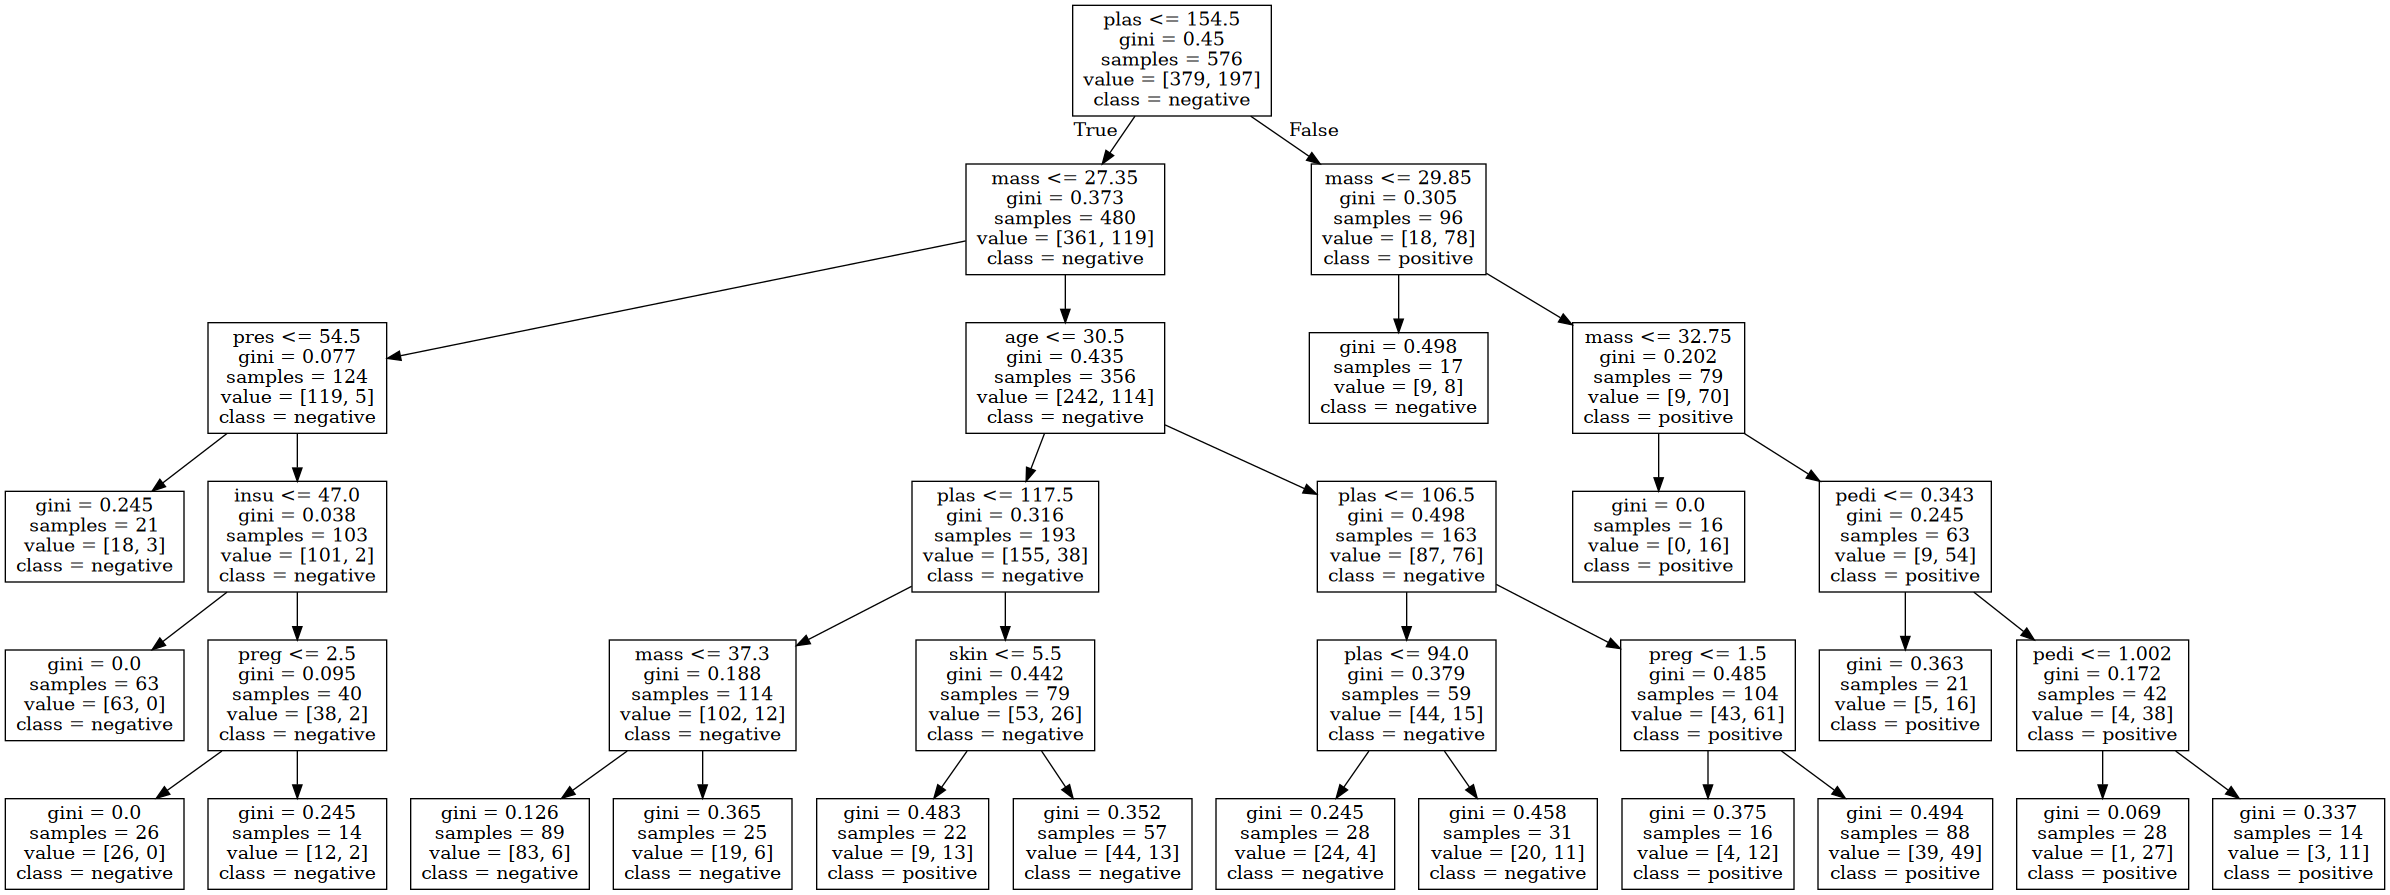 plas <= 154.5
gini = 0.45
samples = 576
value = [379, 197]
class = negative
True
False
mass <= 27.35
gini = 0.373
samples = 480
value = [361, 119]
class = negative
mass <= 29.85
gini = 0.305
samples = 96
value = [18, 78]
class = positive
pres <= 54.5
gini = 0.077
samples = 124
value = [119, 5]
class = negative
age <= 30.5
gini = 0.435
samples = 356
value = [242, 114]
class = negative
gini = 0.498
samples = 17
value = [9, 8]
class = negative
mass <= 32.75
gini = 0.202
samples = 79
value = [9, 70]
class = positive
gini = 0.245
samples = 21
value = [18, 3]
class = negative
insu <= 47.0
gini = 0.038
samples = 103
value = [101, 2]
class = negative
plas <= 117.5
gini = 0.316
samples = 193
value = [155, 38]
class = negative
plas <= 106.5
gini = 0.498
samples = 163
value = [87, 76]
class = negative
gini = 0.0
samples = 16
value = [0, 16]
class = positive
pedi <= 0.343
gini = 0.245
samples = 63
value = [9, 54]
class = positive
gini = 0.0
samples = 63
value = [63, 0]
class = negative
preg <= 2.5
gini = 0.095
samples = 40
value = [38, 2]
class = negative
mass <= 37.3
gini = 0.188
samples = 114
value = [102, 12]
class = negative
skin <= 5.5
gini = 0.442
samples = 79
value = [53, 26]
class = negative
plas <= 94.0
gini = 0.379
samples = 59
value = [44, 15]
class = negative
preg <= 1.5
gini = 0.485
samples = 104
value = [43, 61]
class = positive
gini = 0.363
samples = 21
value = [5, 16]
class = positive
pedi <= 1.002
gini = 0.172
samples = 42
value = [4, 38]
class = positive
gini = 0.0
samples = 26
value = [26, 0]
class = negative
gini = 0.245
samples = 14
value = [12, 2]
class = negative
gini = 0.126
samples = 89
value = [83, 6]
class = negative
gini = 0.365
samples = 25
value = [19, 6]
class = negative
gini = 0.483
samples = 22
value = [9, 13]
class = positive
gini = 0.352
samples = 57
value = [44, 13]
class = negative
gini = 0.245
samples = 28
value = [24, 4]
class = negative
gini = 0.458
samples = 31
value = [20, 11]
class = negative
gini = 0.375
samples = 16
value = [4, 12]
class = positive
gini = 0.494
samples = 88
value = [39, 49]
class = positive
gini = 0.069
samples = 28
value = [1, 27]
class = positive
gini = 0.337
samples = 14
value = [3, 11]
class = positive